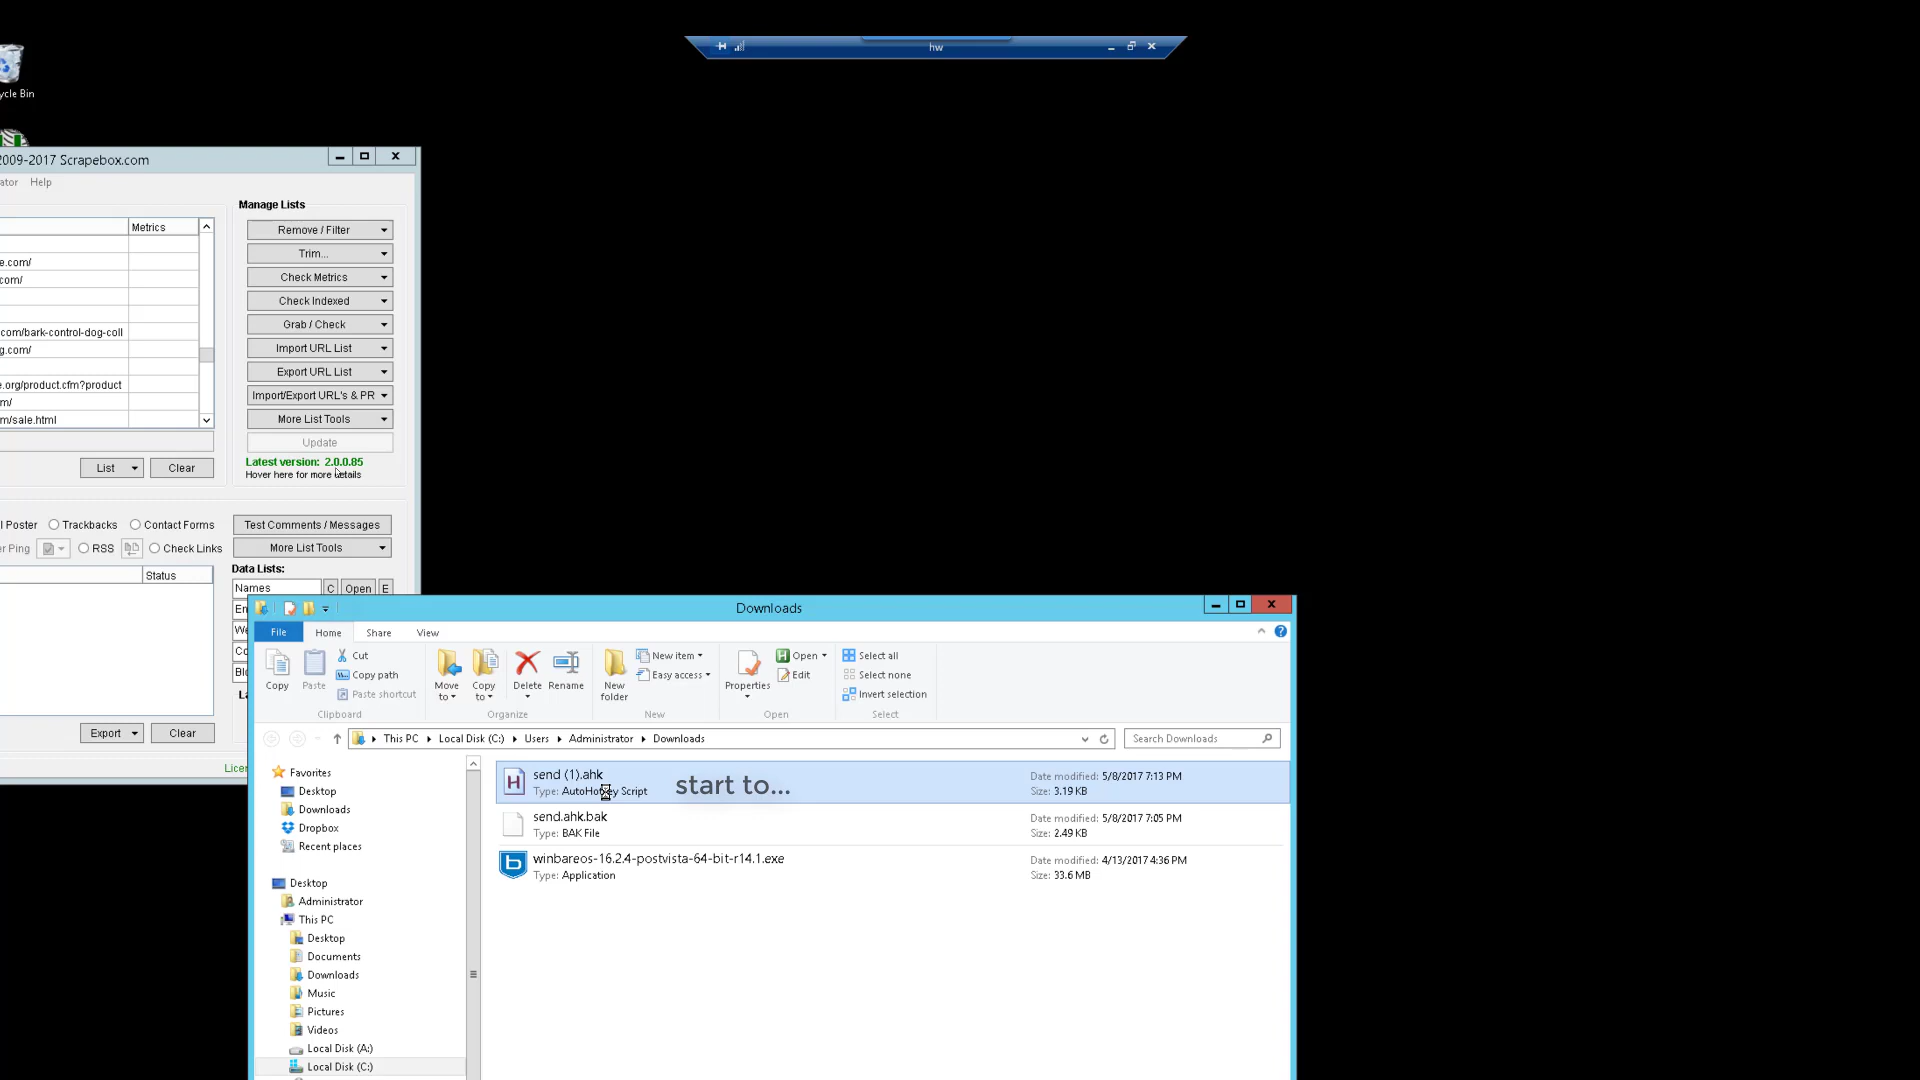 hw
ycle Bin
2009-2017 Scrapebox.com
ator Help
Manage Lists
Metrics
Remove / Filter
e.com/
Trim...
com/
Check Metrics
Check Indexed
Grab / Check
com/bark-control-dog-coll
g.com/
Import URL List
Export URL List
e.org/product.cfm?product
Import/Export URL's & PR
m/
More List Tools
m/sale.html
Update
Latest version: 2.0.0.85
List Clear
Hover here for more details
l Poster Trackbacks Contact Forms
Test Comments / Messages
er Ping RSS Check Links
More List Tools
Data Lists:
Status
Names C Open E
En
We
Co
Blo
La
Export Clear
Licen
Downloads
File Home Share View
Copy
Paste
Cut
Copy path
Paste shortcut
Clipboard
Move to
Copy to
Delete
Rename
Organize
New folder
New item
Easy access
New
Properties
Open
Edit
Open
Select all
Select none
Invert selection
Select
This PC Local Disk (C:) Users Administrator Downloads
Search Downloads
Favorites
Desktop
Downloads
Dropbox
Recent places
Desktop
Administrator
This PC
Desktop
Documents
Downloads
Music
Pictures
Videos
Local Disk (A:)
Local Disk (C:)
send (1).ahk
Date modified: 5/8/2017 7:13 PM
Type: AutoHotkey Script
Size: 3.19 KB
start to...
send.ahk.bak
Date modified: 5/8/2017 7:05 PM
Type: BAK File
Size: 2.49 KB
winbareos-16.2.4-postvista-64-bit-r14.1.exe
Date modified: 4/13/2017 4:36 PM
Type: Application
Size: 33.6 MB